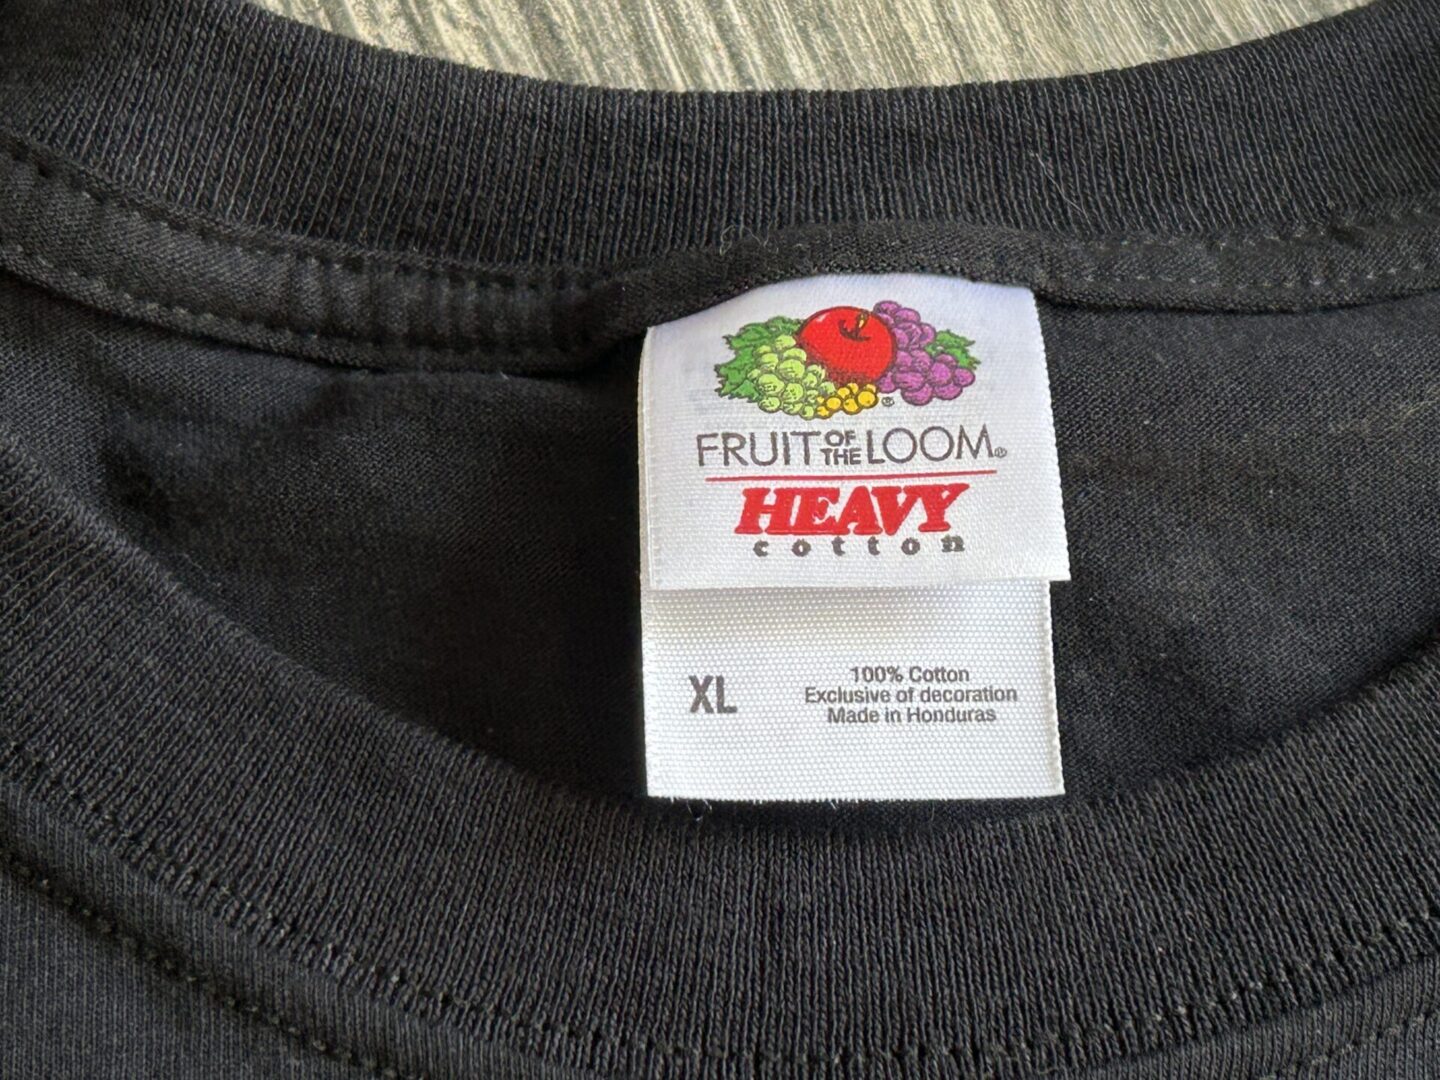 FRUIT OF THE LOOM®
HEAVY
cotton
XL
100% Cotton
Exclusive of decoration
Made in Honduras